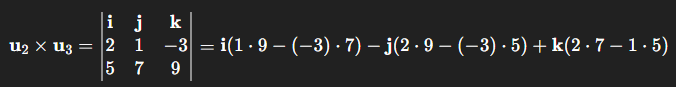 u₂ × u₃ = | i j k | = i(1 · 9 − (−3) · 7) − j(2 · 9 − (−3) · 5) + k(2 · 7 − 1 · 5)
| 2 1 −3 |
| 5 7 9 |